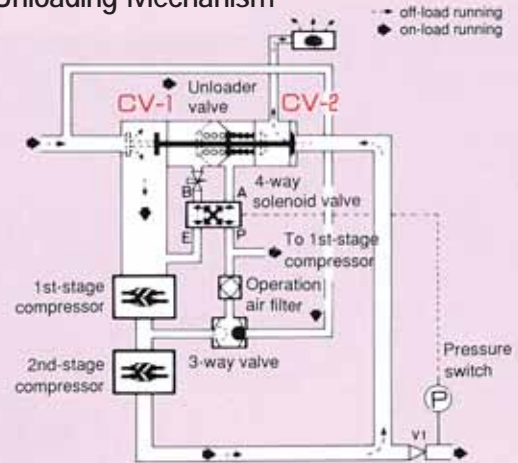 Unloading Mechanism
off-load running
on-load running
Unloader
valve
CV-1
CV-2
4-way
solenoid valve
B
A
E
P
To 1st-stage
compressor
1st-stage
compressor
Operation
air filter
3-way valve
2nd-stage
compressor
Pressure
switch
P
V1